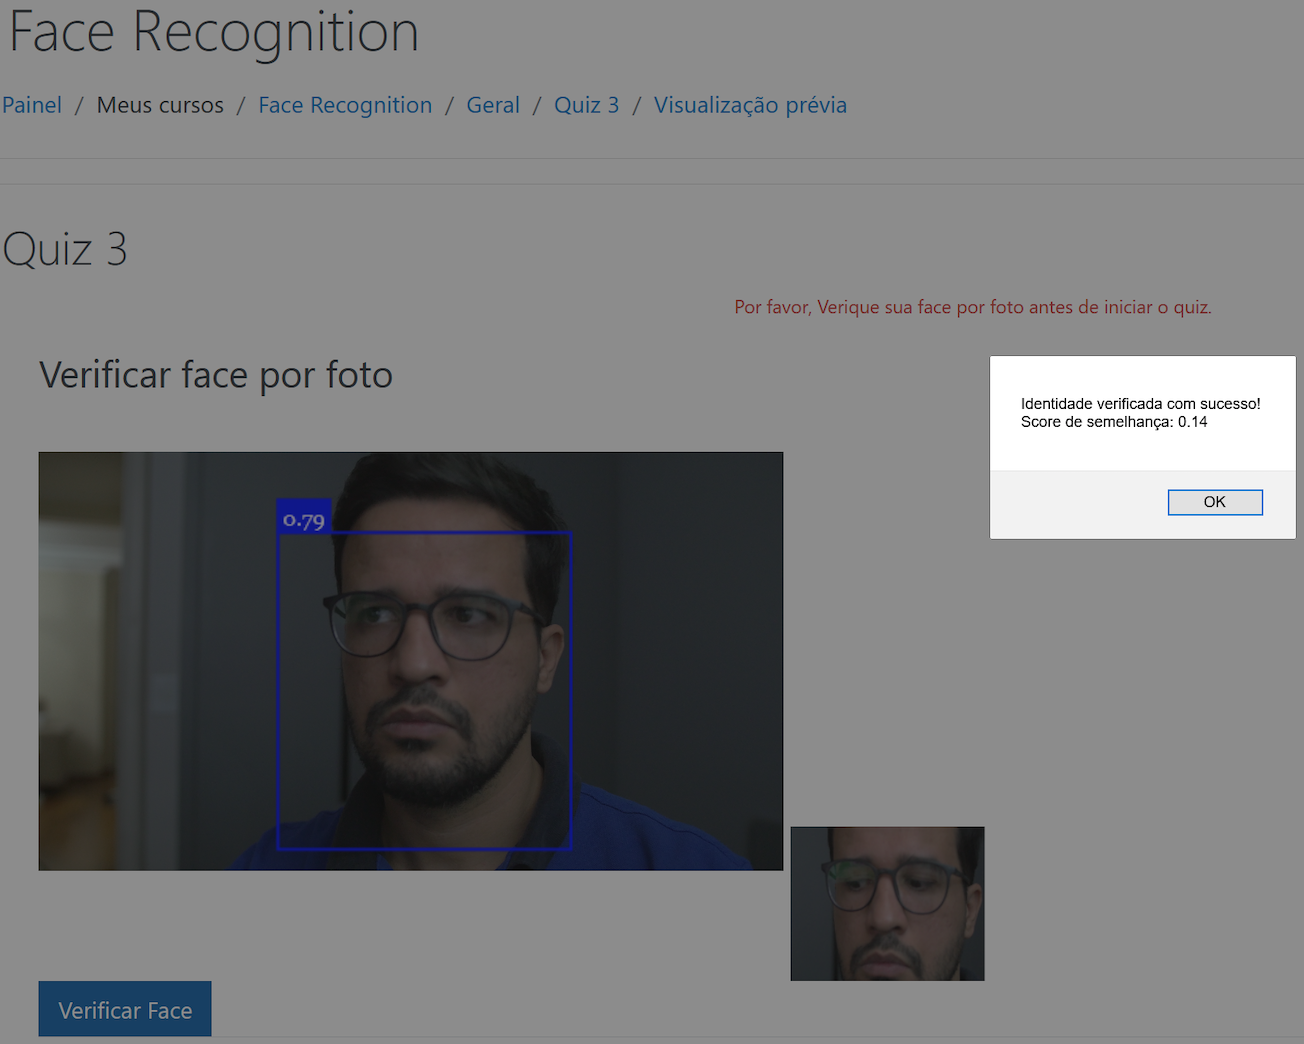 Face Recognition
Painel / Meus cursos / Face Recognition / Geral / Quiz 3 / Visualização prévia
Quiz 3
Por favor, Verique sua face por foto antes de iniciar o quiz.
Verificar face por foto
Identidade verificada com sucesso!
Score de semelhança: 0.14
OK
0.79
Verificar Face